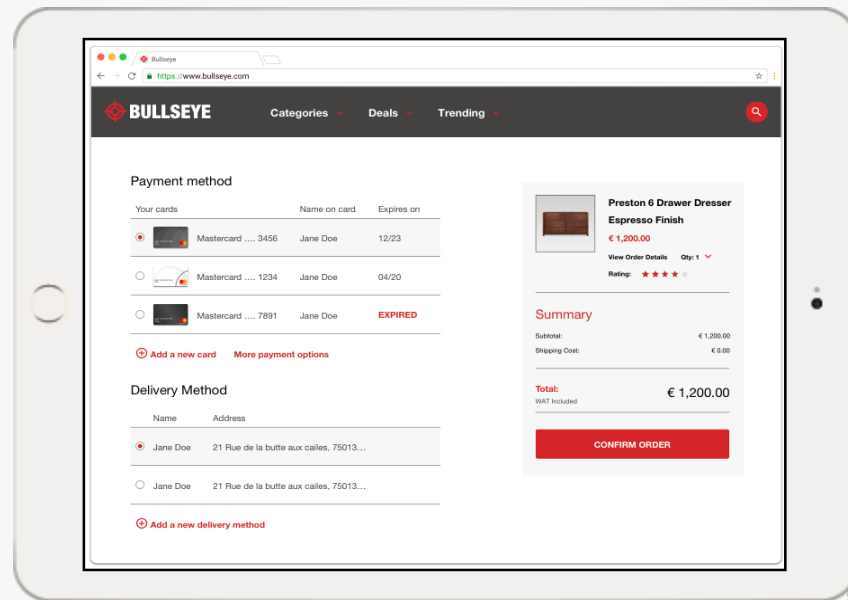 Bullseye
https://www.bullseye.com
BULLSEYE
Categories
Deals
Trending
Payment method
Your cards Name on card Expires on
Mastercard .... 3456 Jane Doe 12/23
Mastercard .... 1234 Jane Doe 04/20
Mastercard .... 7891 Jane Doe EXPIRED
Add a new card More payment options
Delivery Method
Name Address
Jane Doe 21 Rue de la butte aux cailes, 75013...
Jane Doe 21 Rue de la butte aux cailes, 75013...
Add a new delivery method
Preston 6 Drawer Dresser
Espresso Finish
€ 1,200.00
View Order Details Qty: 1
Rating:
Summary
Subtotal: € 1,200.00
Shipping Cost: € 0.00
Total: € 1,200.00
WAT Included
CONFIRM ORDER